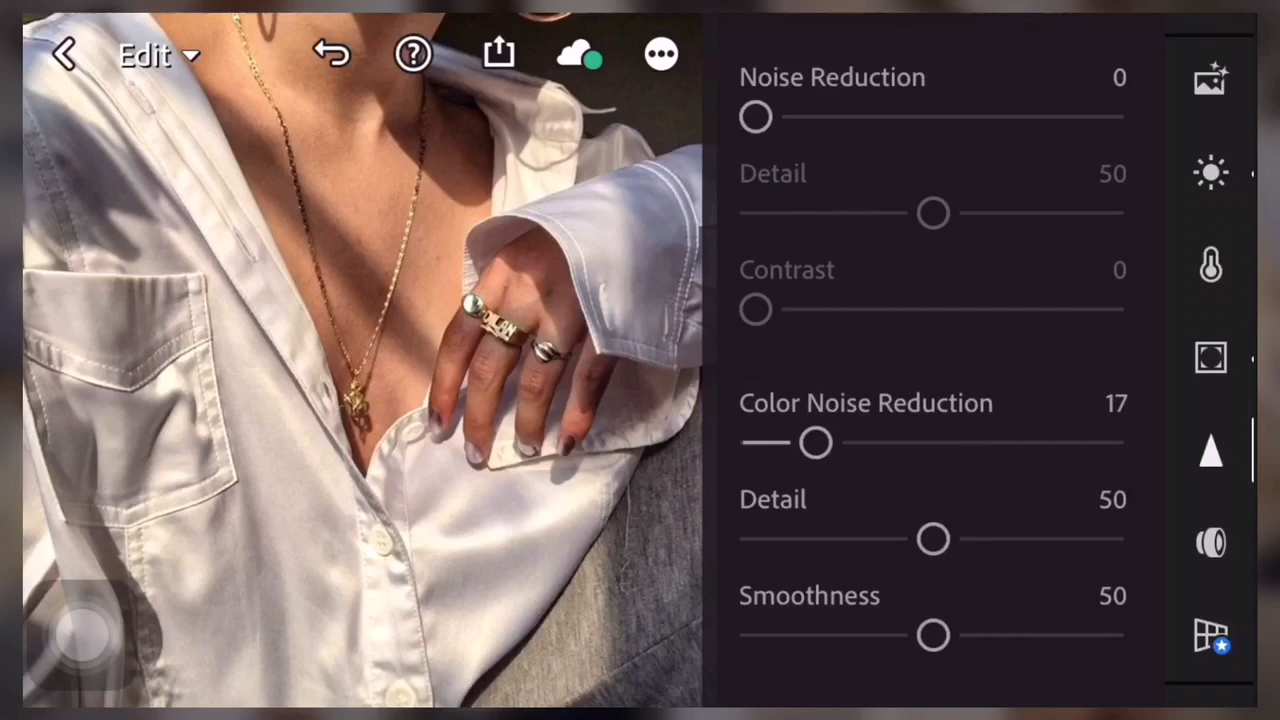 Edit
Noise Reduction 0
Detail 50
Contrast 0
Color Noise Reduction 17
Detail 50
Smoothness 50